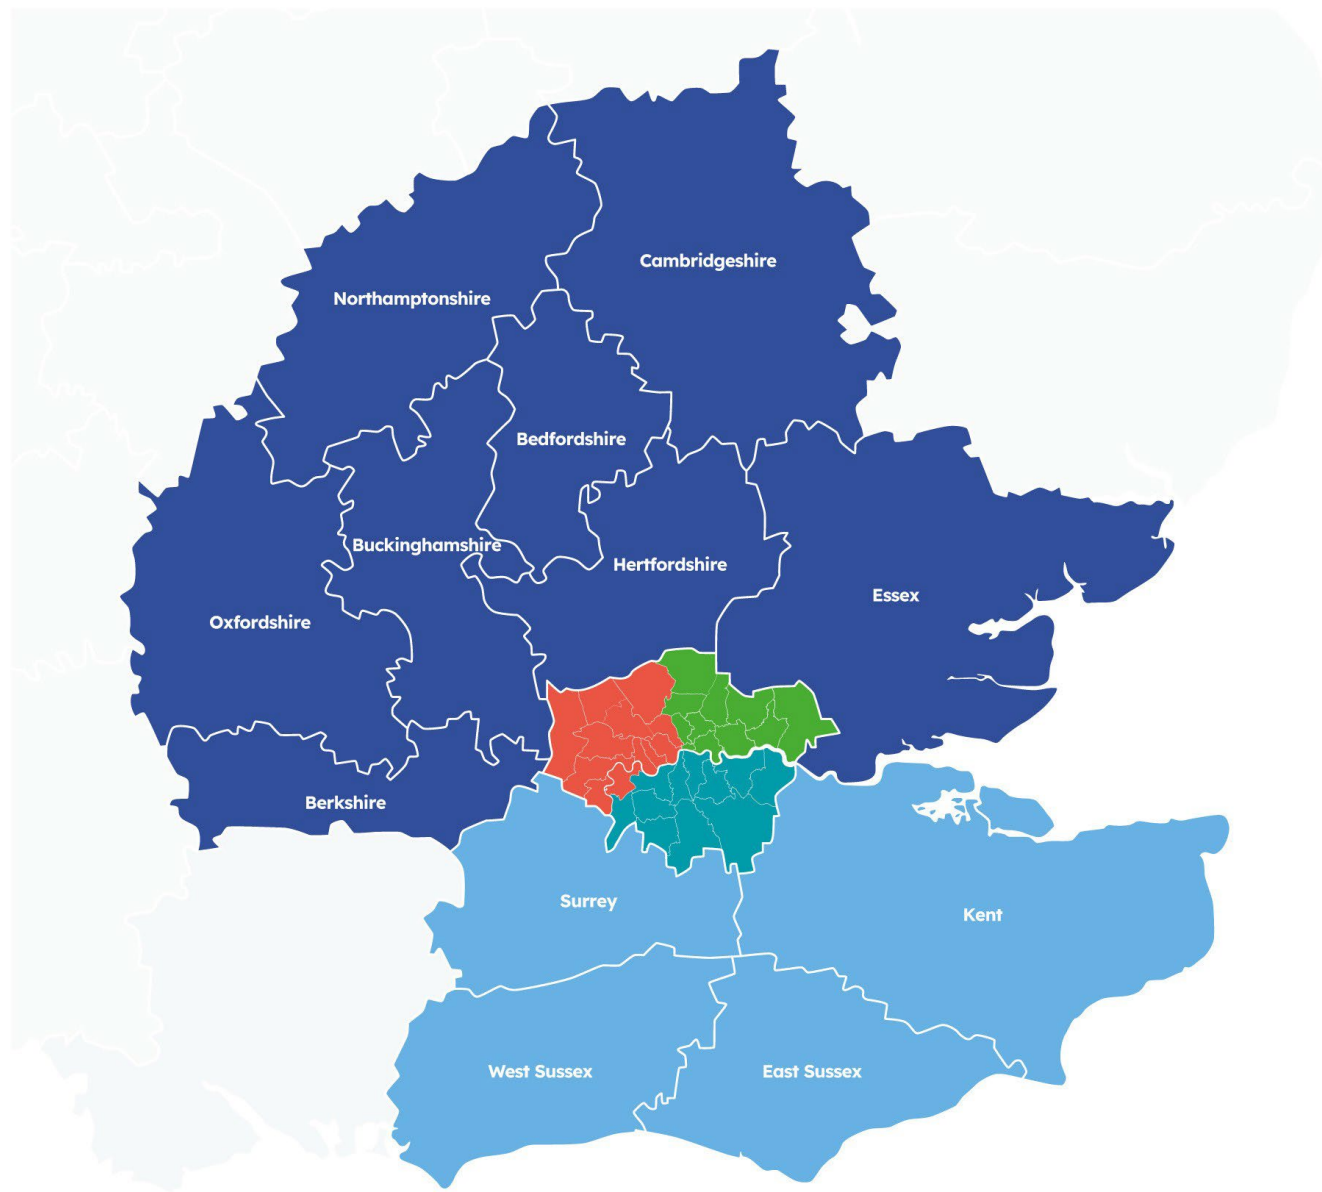 Cambridgeshire
Northamptonshire
Bedfordshire
Buckinghamshire
Hertfordshire
Essex
Oxfordshire
Berkshire
Surrey
Kent
West Sussex
East Sussex